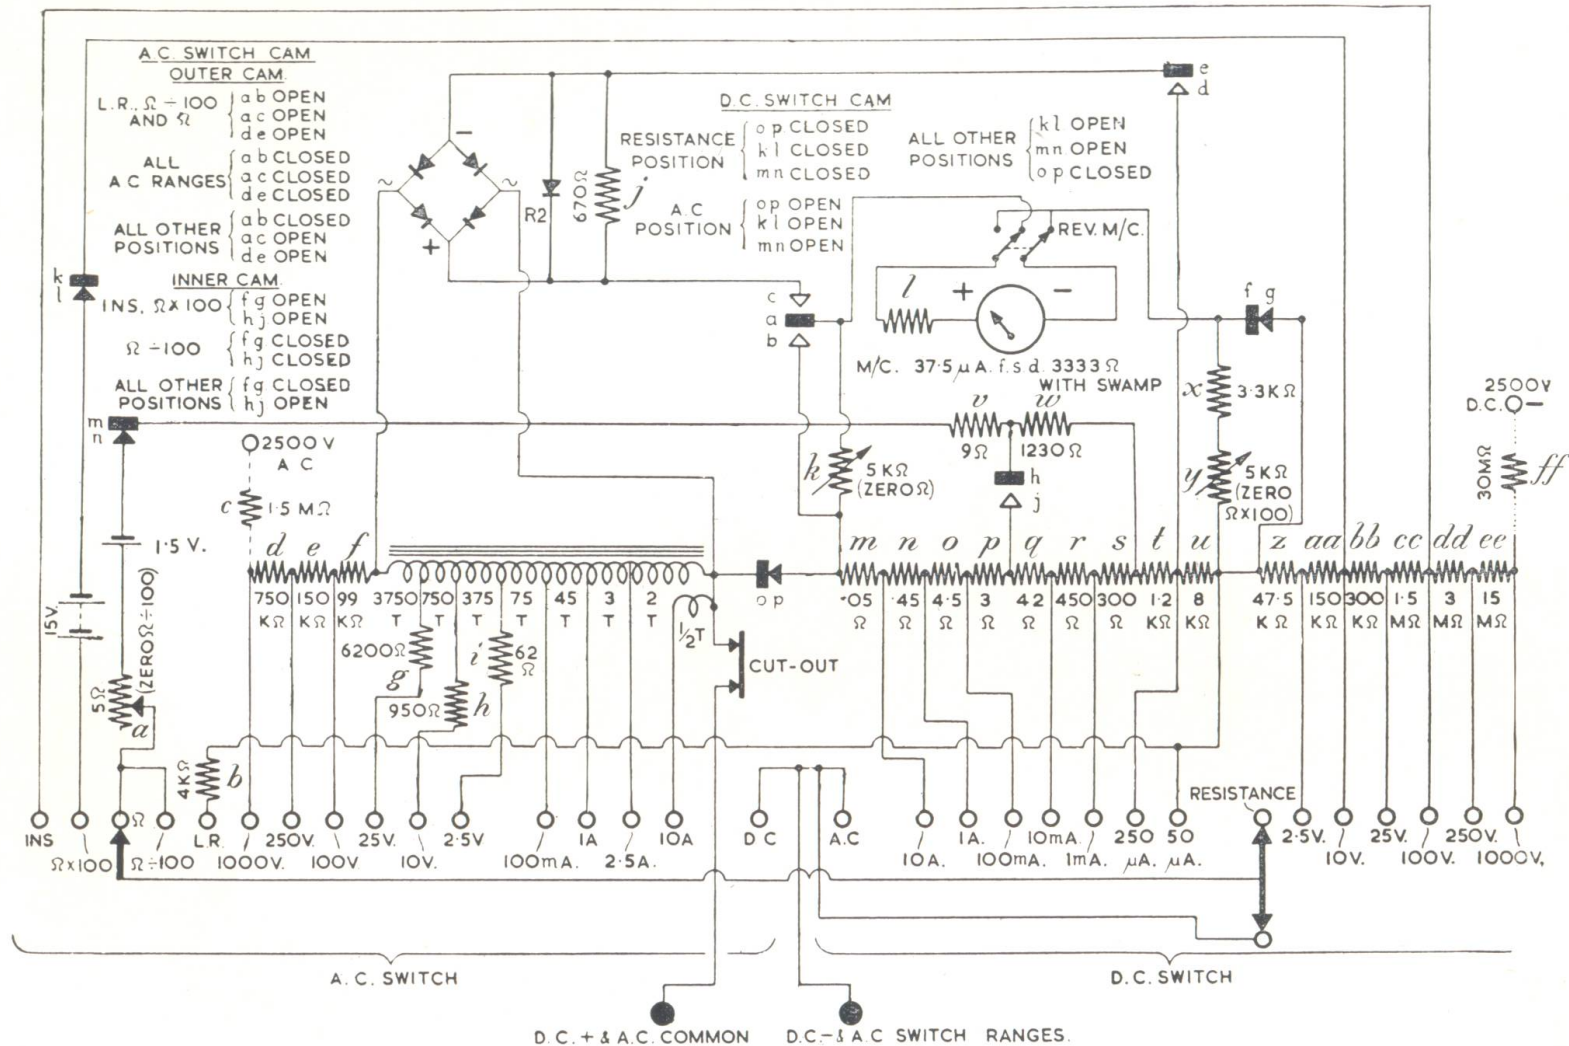 A.C. SWITCH CAM
OUTER CAM.
L.R., Ω ÷ 100 AND Ω
ab OPEN
ac OPEN
de OPEN
ALL A C RANGES
ab CLOSED
ac CLOSED
de CLOSED
ALL OTHER POSITIONS
ab CLOSED
ac OPEN
de OPEN
INNER CAM.
INS, Ω×100
fg OPEN
hj OPEN
Ω ÷100
fg CLOSED
hj CLOSED
ALL OTHER POSITIONS
fg CLOSED
hj OPEN
D.C. SWITCH CAM
RESISTANCE POSITION
op CLOSED
kl CLOSED
mn CLOSED
A.C POSITION
op OPEN
kl OPEN
mn OPEN
ALL OTHER POSITIONS
kl OPEN
mn OPEN
op CLOSED
e
d
−
~
~
+
R2
670Ω
j
REV. M/C.
k
l
c
a
b
l
+
−
f g
M/C. 37·5 μA. f.s.d. 3333Ω
WITH SWAMP
m
n
2500 V
A C
c
1·5 MΩ
v
9Ω
w
1230Ω
h
j
k
5 KΩ
(ZERO Ω)
x
3·3KΩ
y
5KΩ
(ZERO
Ω×100)
2500V
D.C. −
30MΩ
ff
1·5 V.
15V.
d e f
750 KΩ
150 KΩ
99 KΩ
3750 T
750 T
375 T
75 T
45 T
3 T
2 T
½T
op
m n o p q r s t u
·05 Ω
·45 Ω
4·5 Ω
3 Ω
42 Ω
450 Ω
300 Ω
1·2 KΩ
8 KΩ
z aa bb cc dd ee
47·5 KΩ
150 KΩ
300 KΩ
1·5 MΩ
3 MΩ
15 MΩ
6200Ω
g
i
62 Ω
950Ω
h
CUT-OUT
5Ω
a
(ZERO Ω÷100)
4KΩ
b
RESISTANCE
INS
Ω×100
Ω
Ω÷100
L.R.
1000V.
250V.
100V.
25V.
10V.
2·5V
100mA.
1A
2·5A.
10A
D C
A.C
10A.
1A.
100mA.
10mA.
1mA.
250 μA.
50 μA.
2·5V.
10V.
25V.
100V.
250V.
1000V,
A. C. SWITCH
D.C. SWITCH
D.C. + & A.C. COMMON
D.C.- & A.C SWITCH RANGES.